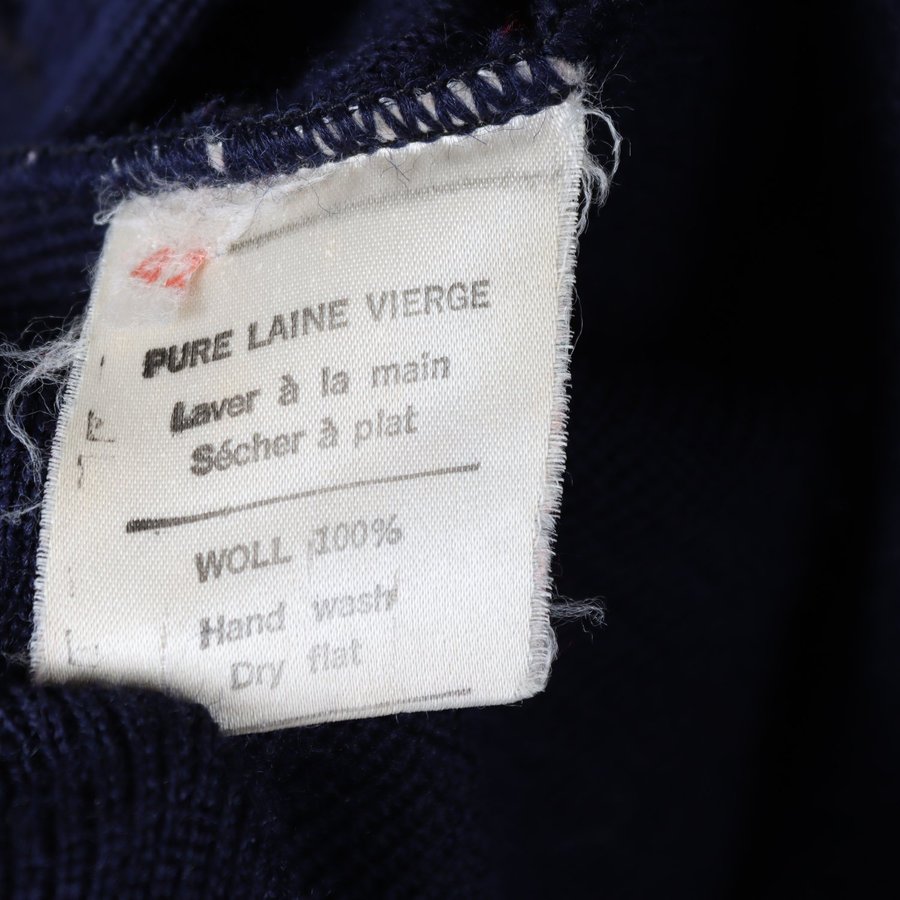 42
PURE LAINE VIERGE
Laver à la main
Sécher à plat
WOLL 100%
Hand wash
Dry flat